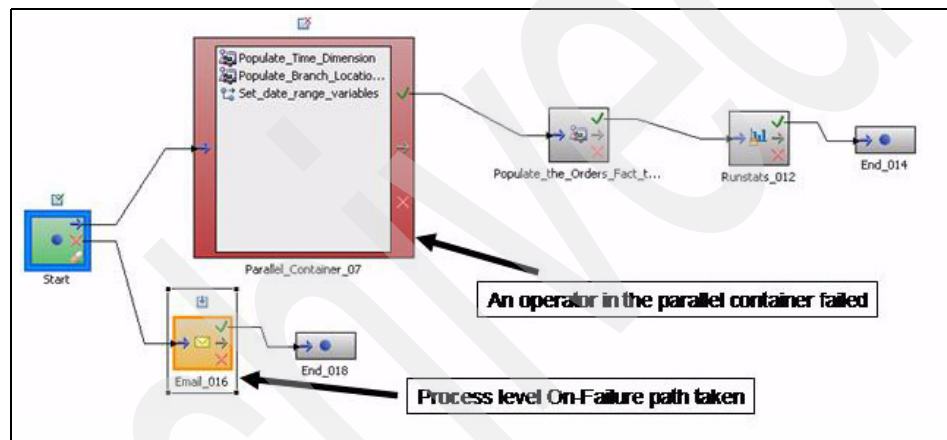 Populate_Time_Dimension
Populate_Branch_Locatio...
Set_date_range_variables
Populate_the_Orders_Fact_t...
Runstats_012
End_014
Start
Parallel_Container_07
An operator in the parallel container failed
Email_016
End_018
Process level On-Failure path taken